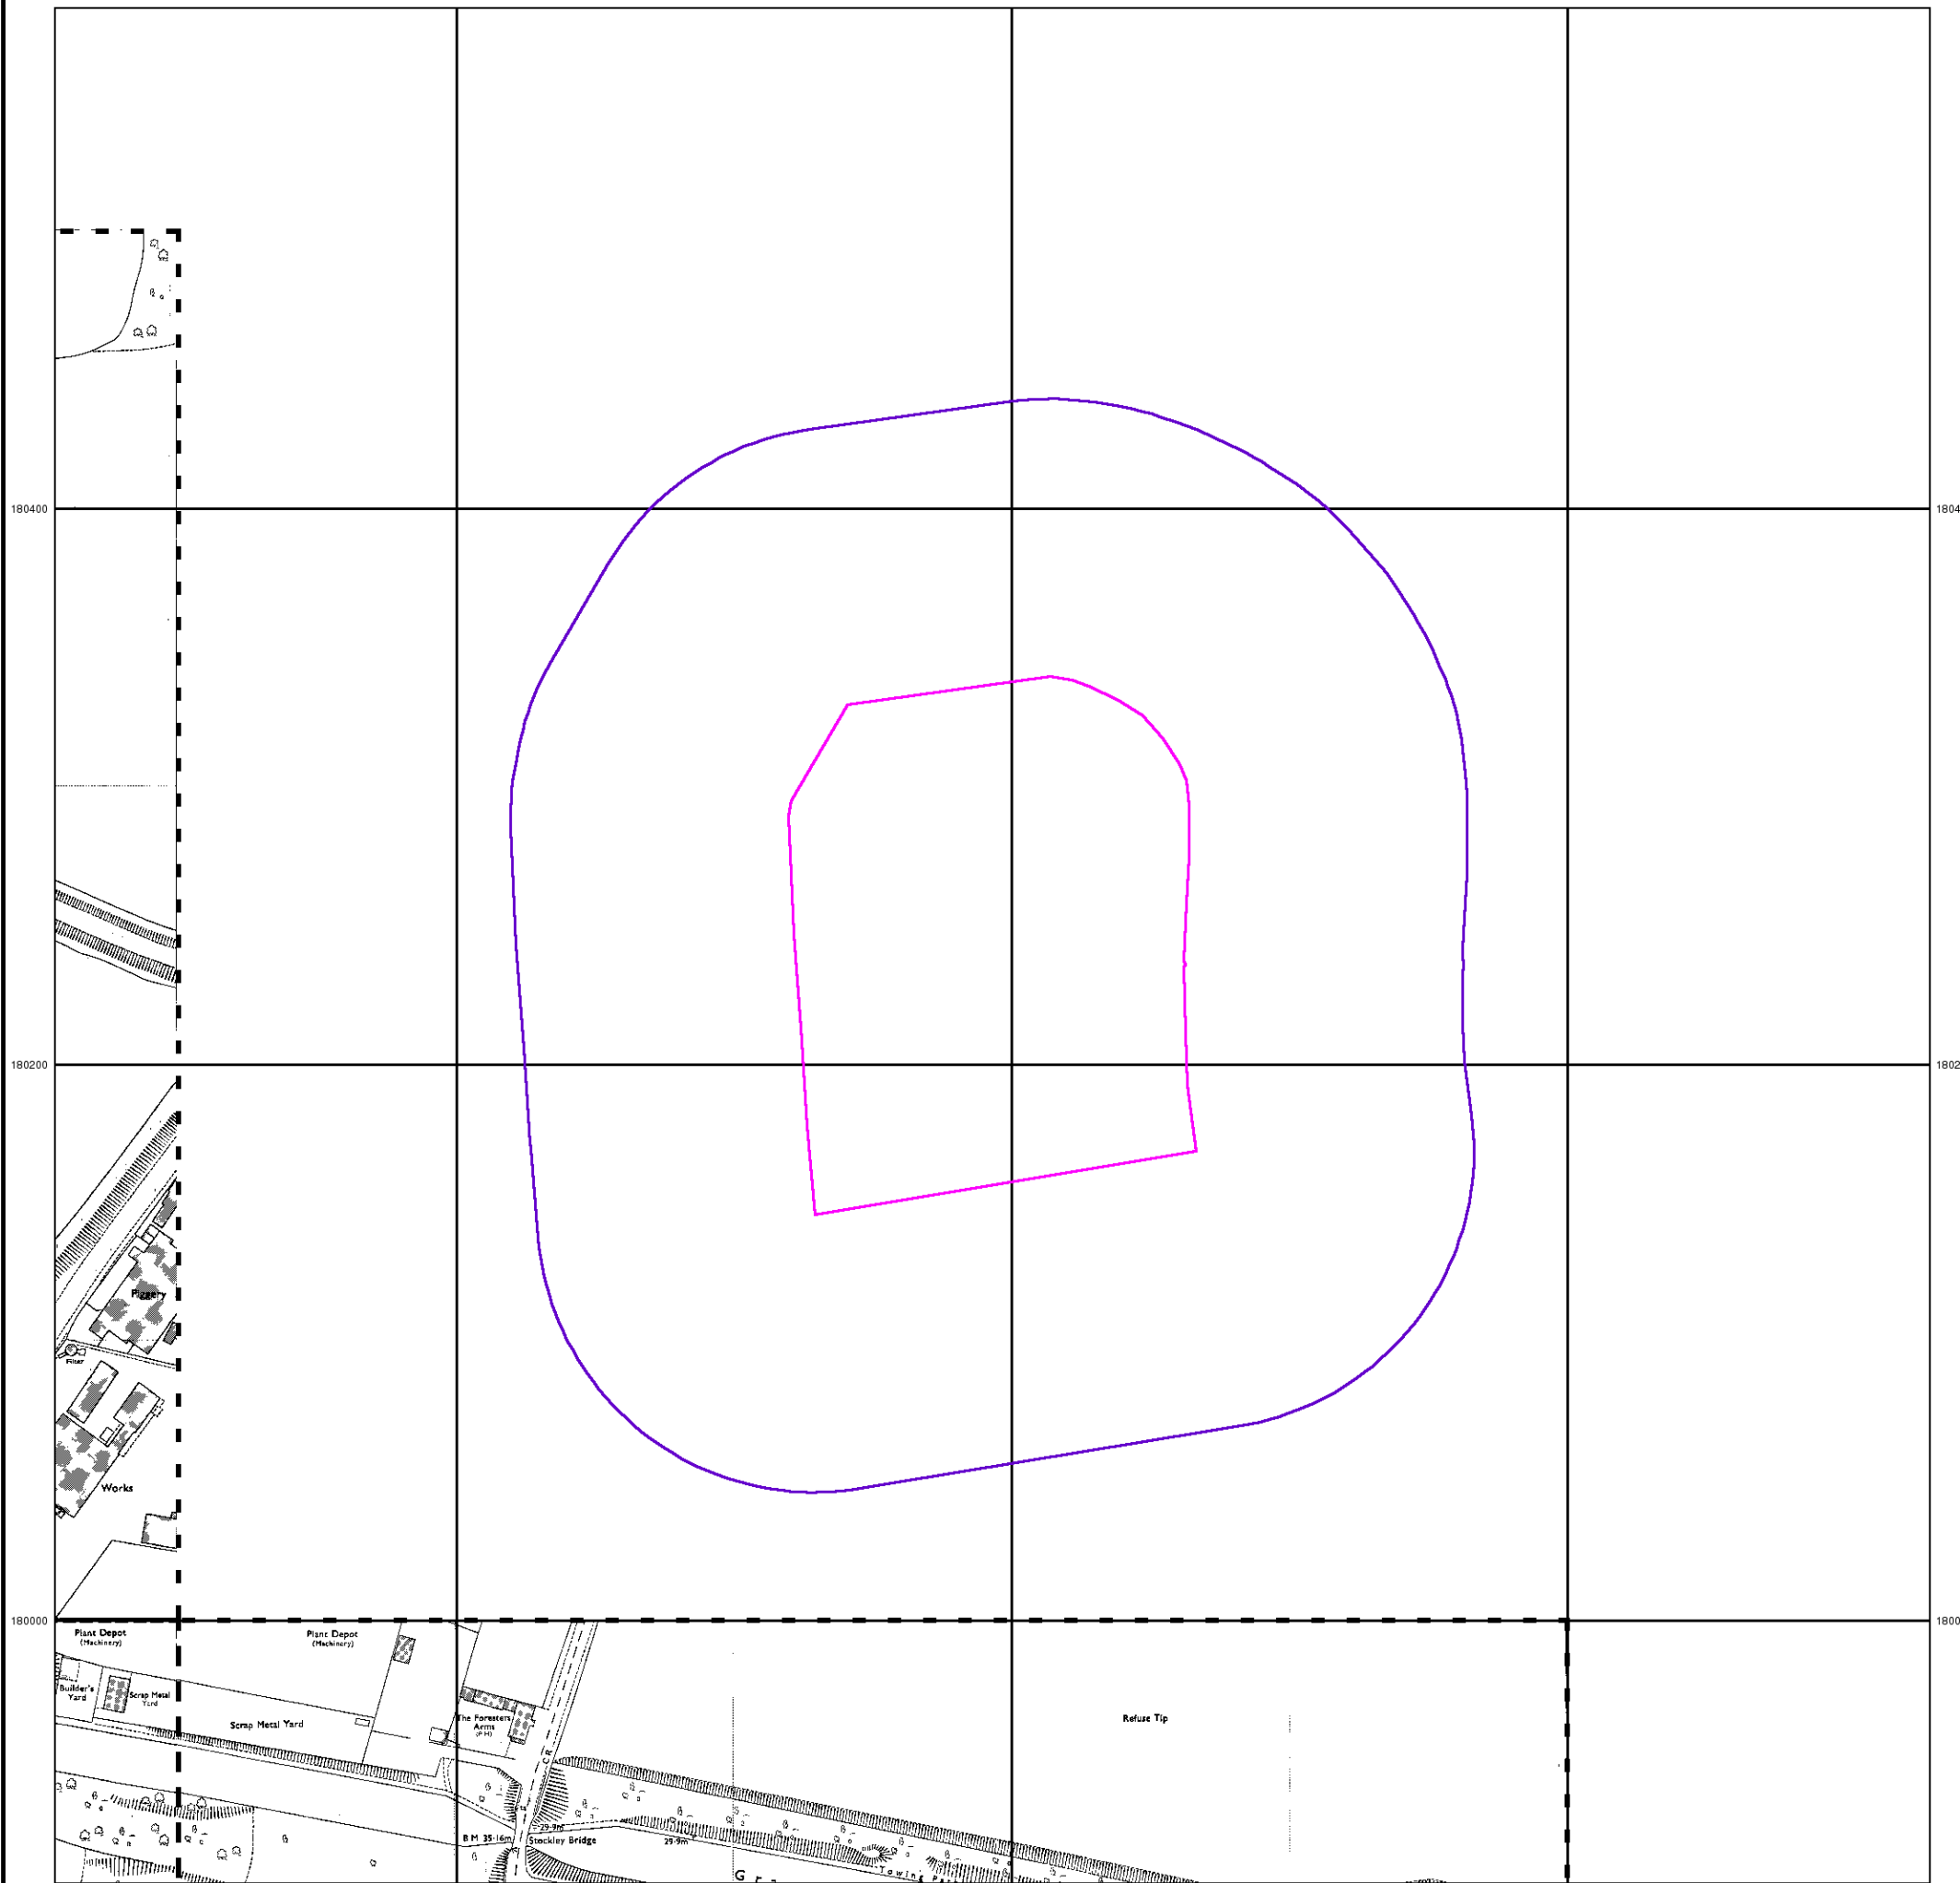 180400
1804
180200
1802
Piggery
Filter
Works
180000
1800
Plant Depot
(Machinery)
Plant Depot
(Machinery)
Builder's
Yard
Scrap Metal
Yard
Scrap Metal Yard
The Foresters
Arms
(P H)
Refuse Tip
C R
B M 35·16m
29·9m
Stockley Bridge
29·9m
Towing